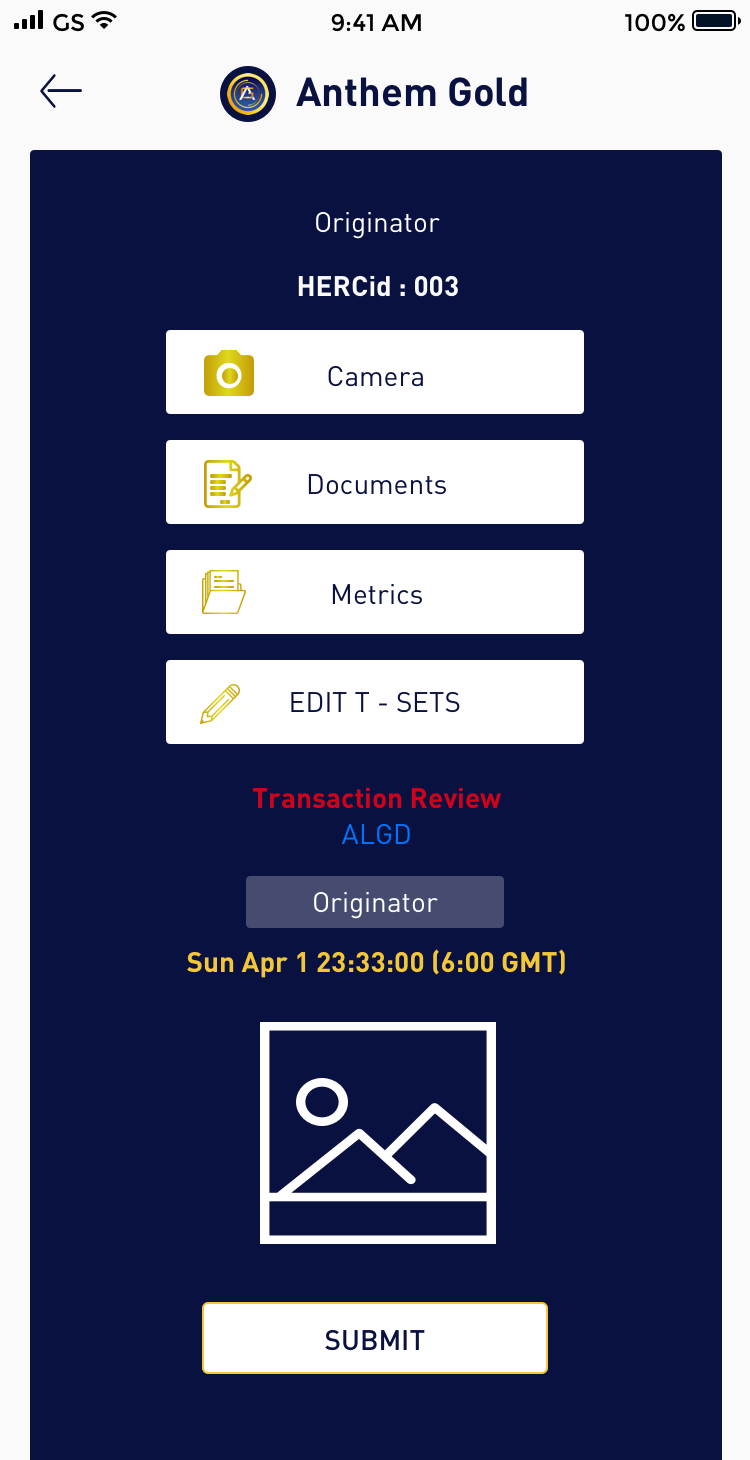 GS 9:41 AM 100%
Anthem Gold
Originator
HERCid : 003
Camera
Documents
Metrics
EDIT T - SETS
Transaction Review
ALGD
Originator
Sun Apr 1 23:33:00 (6:00 GMT)
SUBMIT